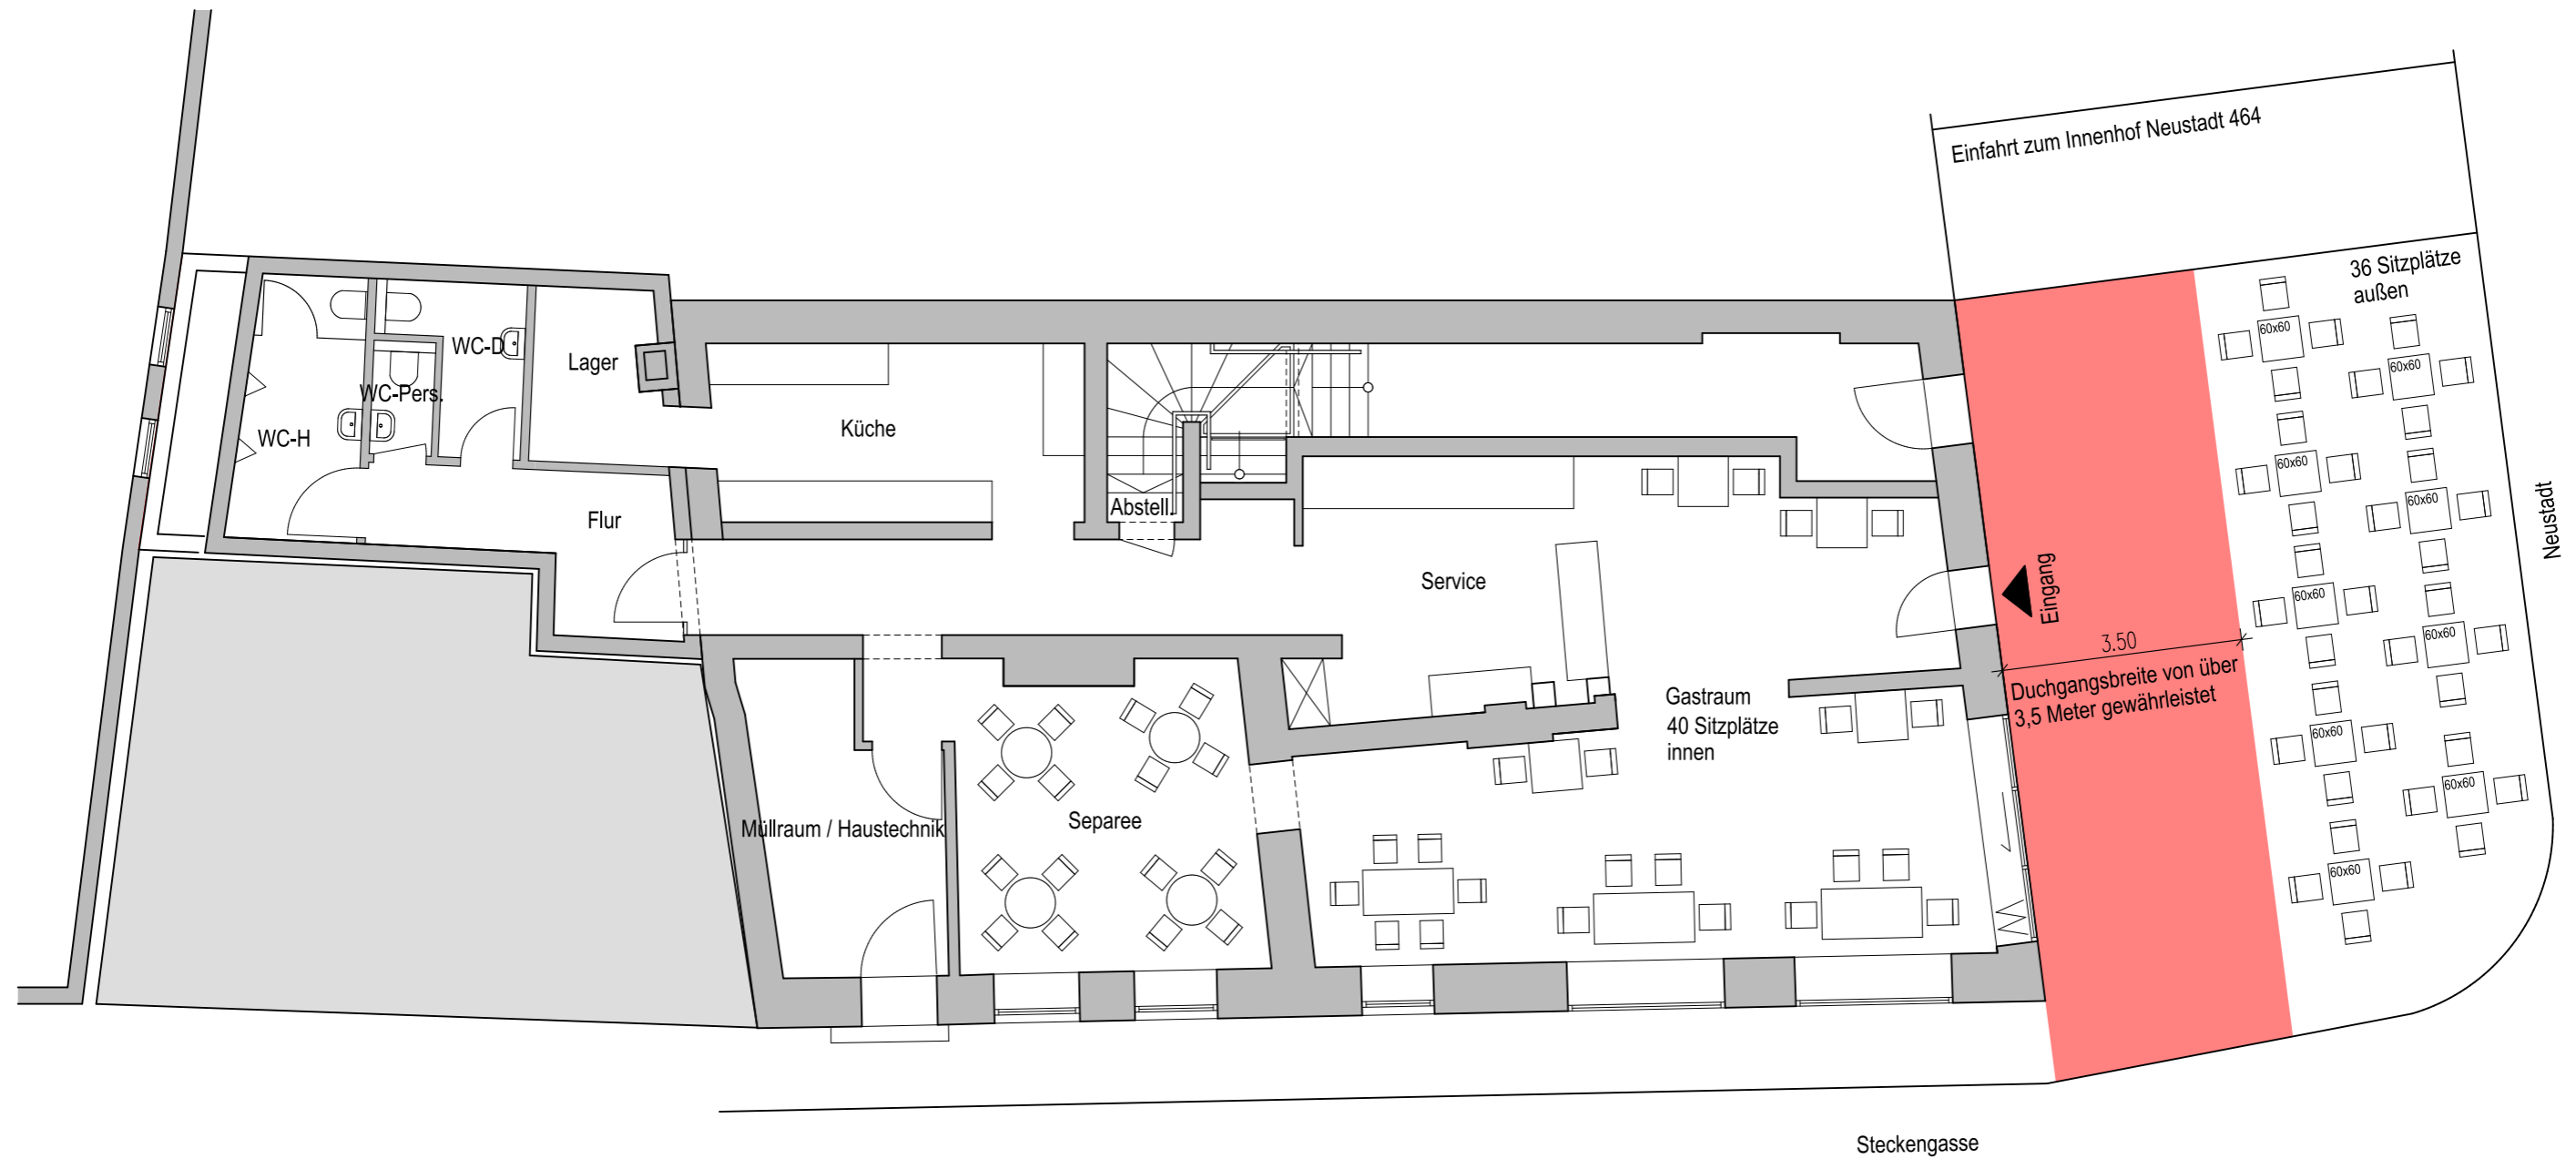 Einfahrt zum Innenhof Neustadt 464
36 Sitzplätze
außen
60x60
60x60
60x60
60x60
60x60
60x60
60x60
60x60
60x60
Neustadt
Eingang
3.50
Duchgangsbreite von über
3,5 Meter gewährleistet
WC-D
Lager
WC-Pers.
WC-H
Küche
Flur
Abstell.
Service
Gastraum
40 Sitzplätze
innen
Separee
Müllraum / Haustechnik
Steckengasse